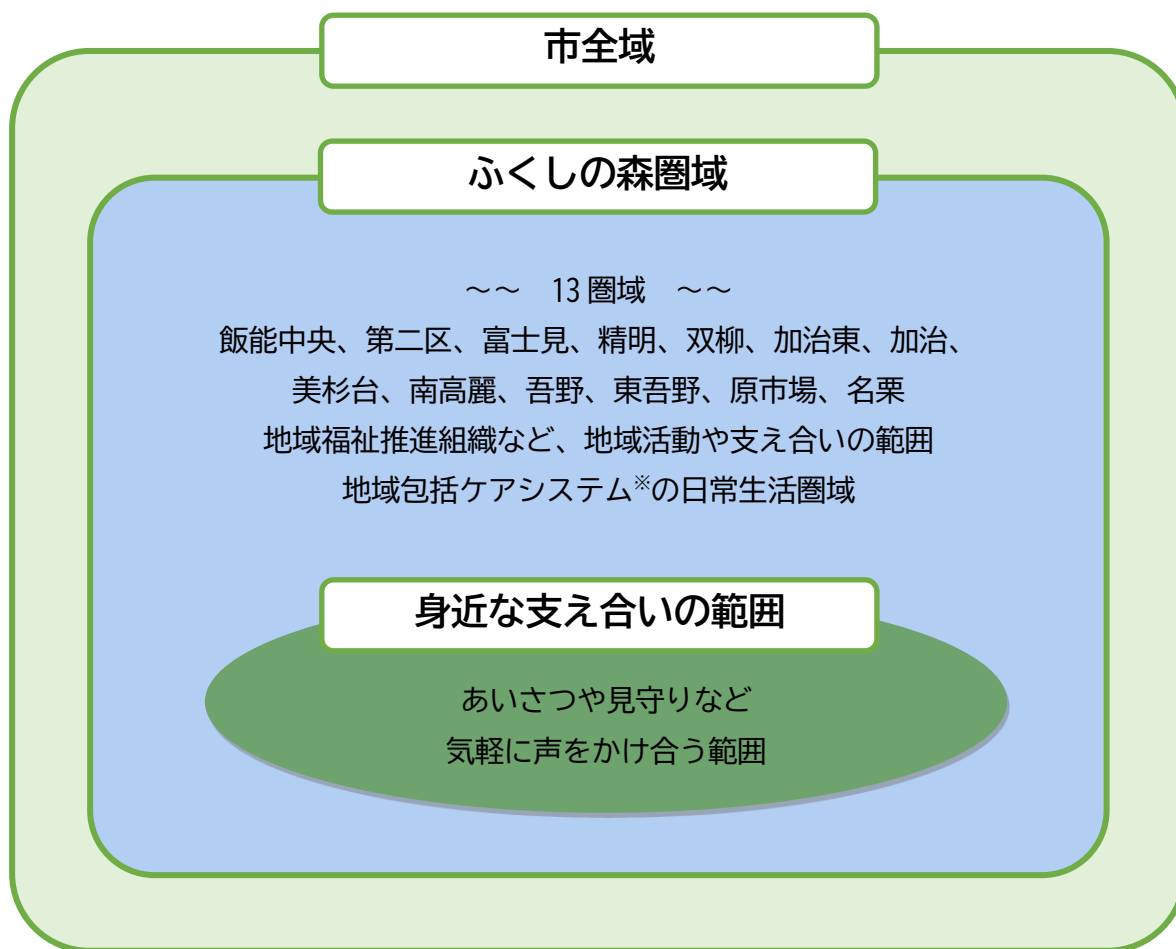 市全域
ふくしの森圏域
～～　13 圏域　～～
飯能中央、第二区、富士見、精明、双柳、加治東、加治、
美杉台、南高麗、吾野、東吾野、原市場、名栗
地域福祉推進組織など、地域活動や支え合いの範囲
地域包括ケアシステム※の日常生活圏域
身近な支え合いの範囲
あいさつや見守りなど
気軽に声をかけ合う範囲